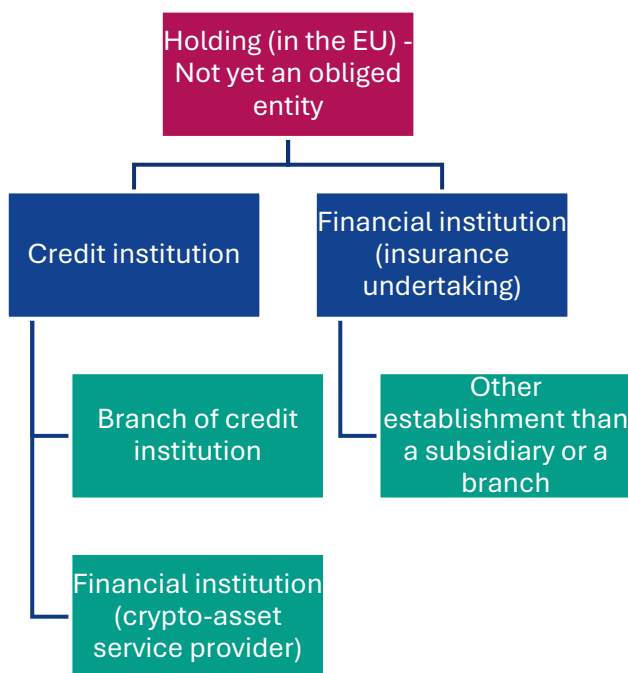 Holding (in the EU) -
Not yet an obliged
entity
Credit institution
Financial institution
(insurance
undertaking)
Branch of credit
institution
Other
establishment than
a subsidiary or a
branch
Financial institution
(crypto-asset
service provider)